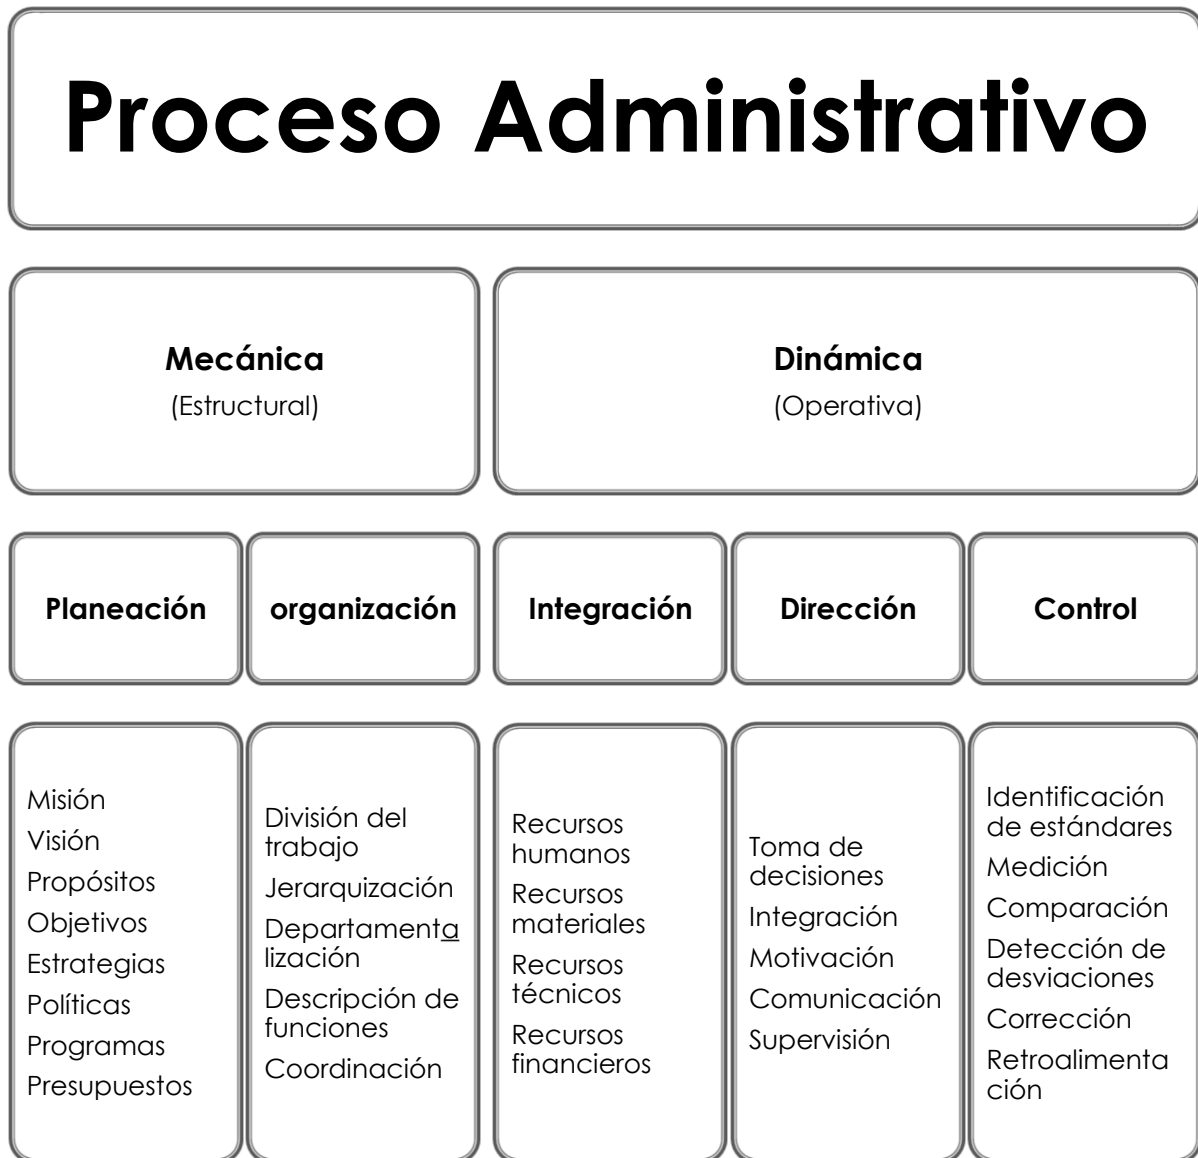 Proceso Administrativo
Mecánica
(Estructural)
Dinámica
(Operativa)
Planeación
organización
Integración
Dirección
Control
Misión
Visión
Propósitos
Objetivos
Estrategias
Políticas
Programas
Presupuestos
División del
trabajo
Jerarquización
Departamenta
lización
Descripción de
funciones
Coordinación
Recursos
humanos
Recursos
materiales
Recursos
técnicos
Recursos
financieros
Toma de
decisiones
Integración
Motivación
Comunicación
Supervisión
Identificación
de estándares
Medición
Comparación
Detección de
desviaciones
Corrección
Retroalimenta
ción